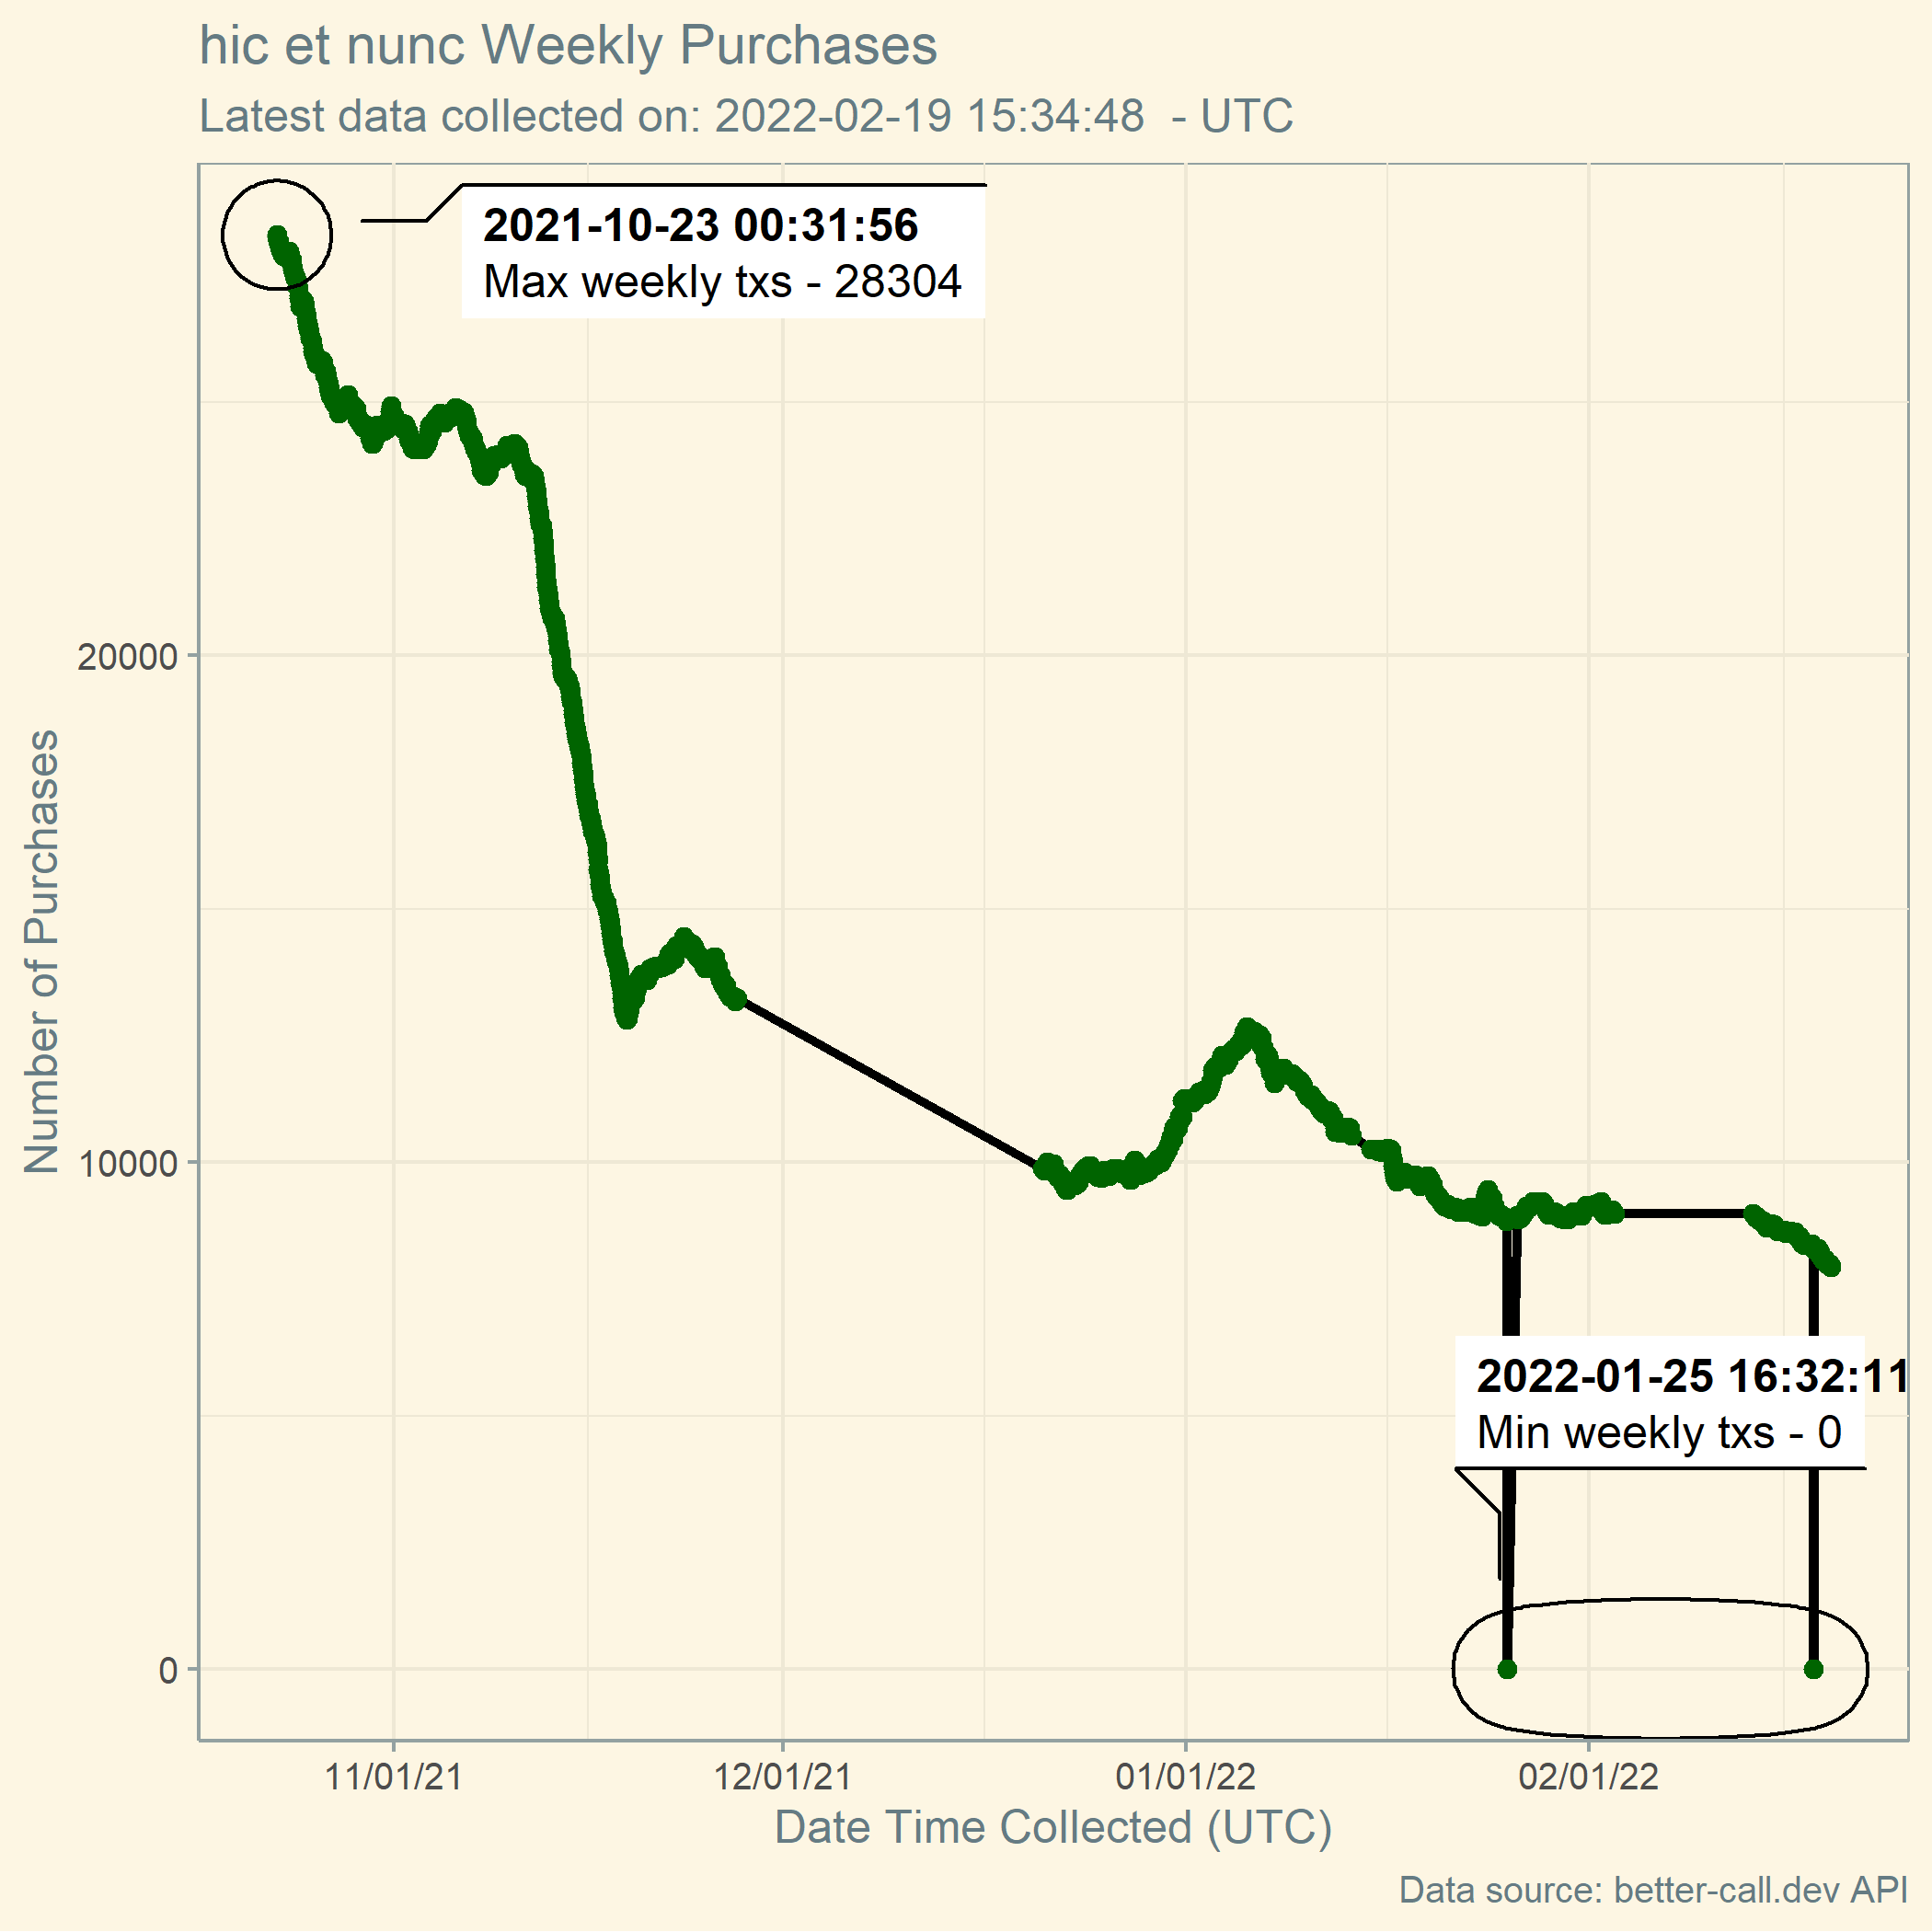 hic et nunc Weekly Purchases
Latest data collected on: 2022-02-19 15:34:48  - UTC
2021-10-23 00:31:56
Max weekly txs - 28304
Number of Purchases
20000
10000
0
2022-01-25 16:32:11
Min weekly txs - 0
11/01/21 12/01/21 01/01/22 02/01/22
Date Time Collected (UTC)
Data source: better-call.dev API